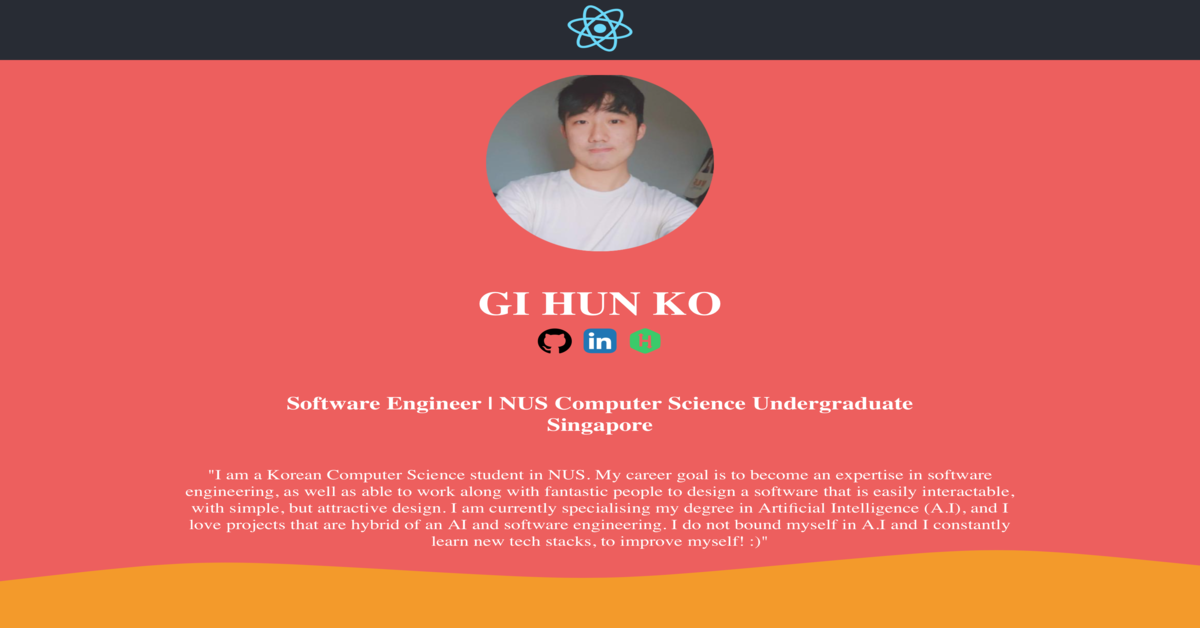 GI HUN KO
in
H
Software Engineer | NUS Computer Science Undergraduate
Singapore
"I am a Korean Computer Science student in NUS. My career goal is to become an expertise in software
engineering, as well as able to work along with fantastic people to design a software that is easily interactable,
with simple, but attractive design. I am currently specialising my degree in Artificial Intelligence (A.I), and I
love projects that are hybrid of an AI and software engineering. I do not bound myself in A.I and I constantly
learn new tech stacks, to improve myself! :)"